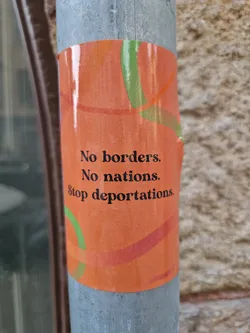 No borders.
No nations.
Stop deportations.